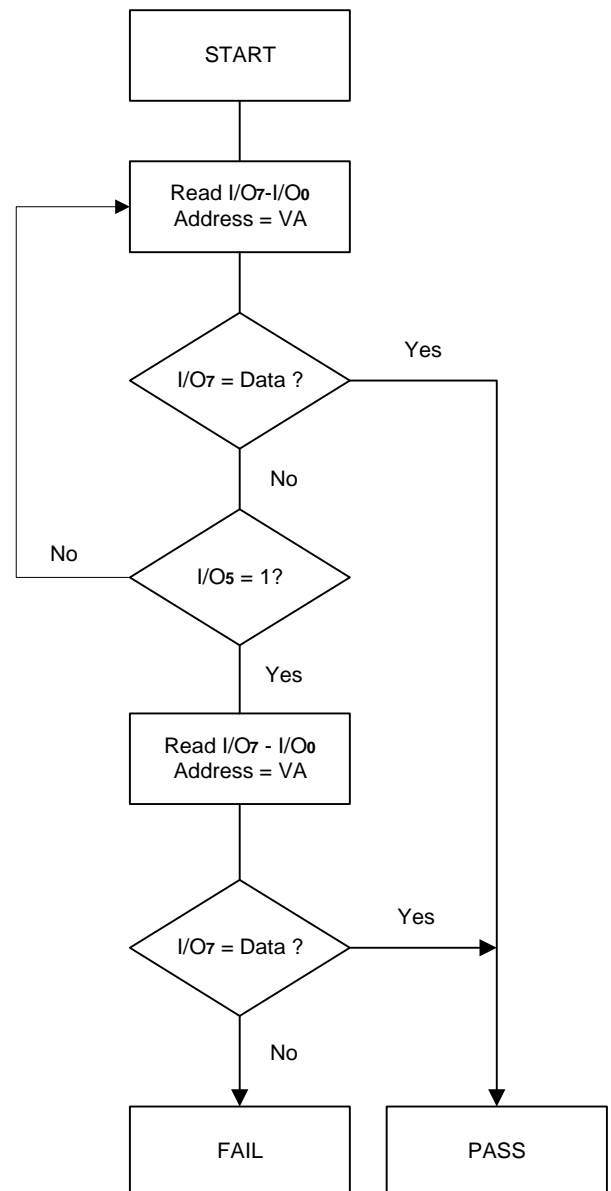 START
Read I/O7-I/O0
Address = VA
I/O7 = Data ?
Yes
No
No
I/O5 = 1?
Yes
Read I/O7 - I/O0
Address = VA
I/O7 = Data ?
Yes
No
FAIL
PASS